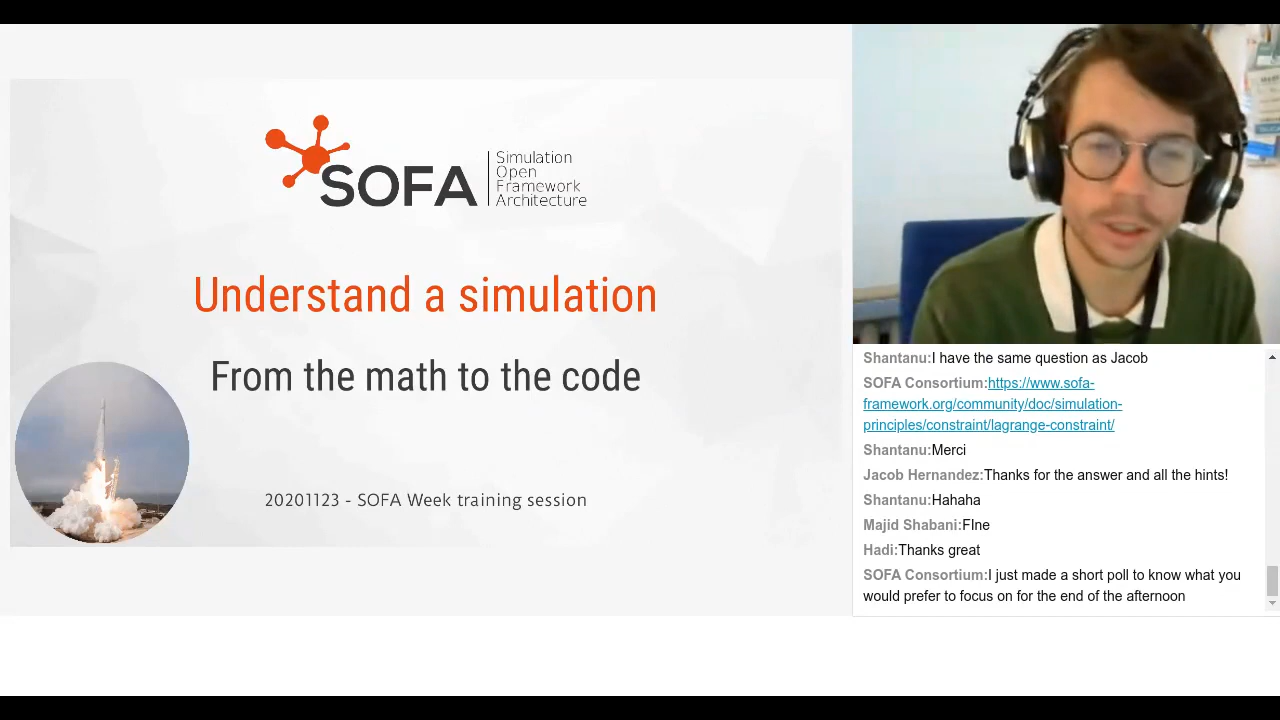 SOFA
Simulation
Open
Framework
Architecture
Understand a simulation
From the math to the code
20201123 - SOFA Week training session
Shantanu:I have the same question as Jacob
SOFA Consortium:https://www.sofa-
framework.org/community/doc/simulation-
principles/constraint/lagrange-constraint/
Shantanu:Merci
Jacob Hernandez:Thanks for the answer and all the hints!
Shantanu:Hahaha
Majid Shabani:FIne
Hadi:Thanks great
SOFA Consortium:I just made a short poll to know what you
would prefer to focus on for the end of the afternoon